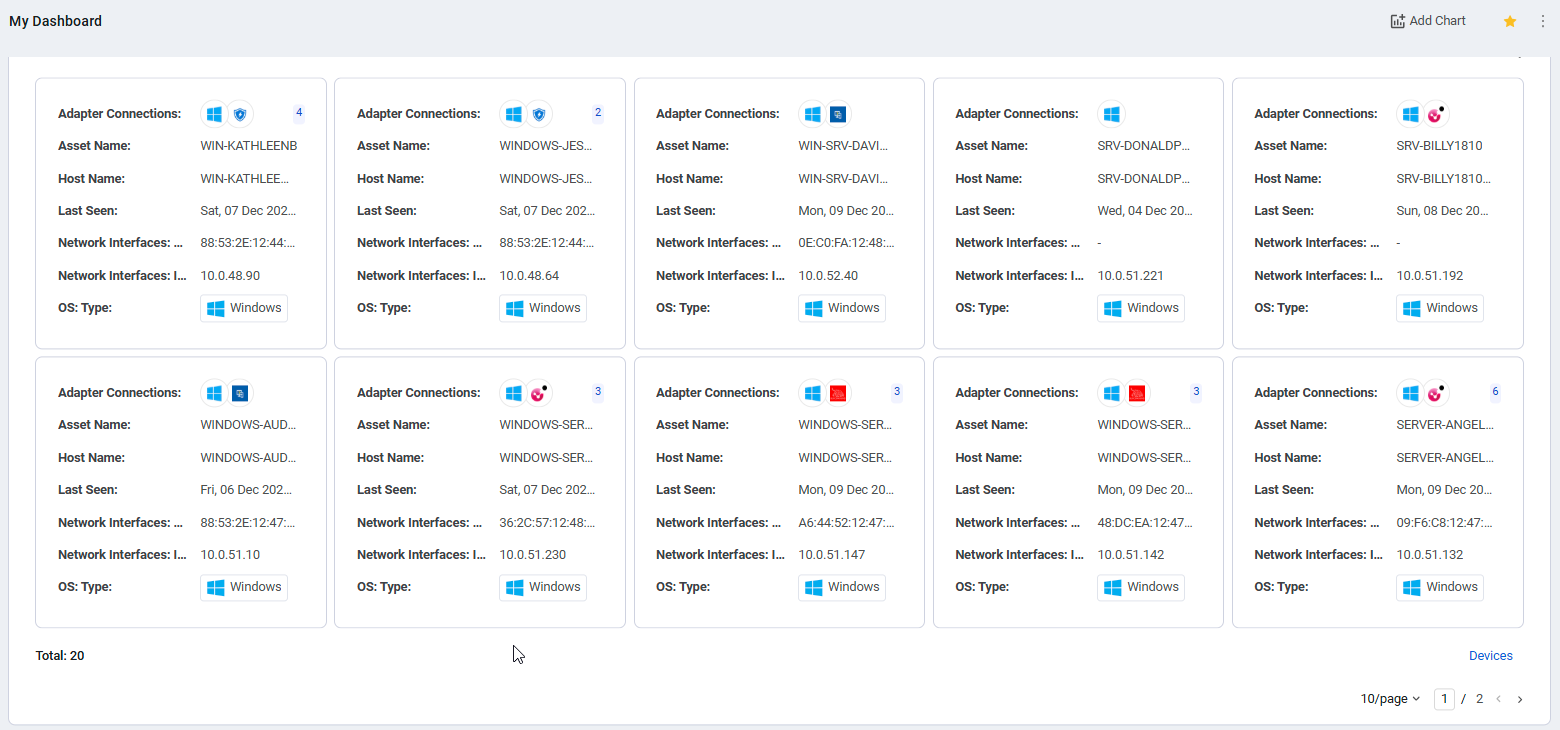 My Dashboard
Add Chart
Adapter Connections: 4
Asset Name: WIN-KATHLEENB
Host Name: WIN-KATHLEE...
Last Seen: Sat, 07 Dec 202...
Network Interfaces: ... 88:53:2E:12:44:...
Network Interfaces: I... 10.0.48.90
OS: Type: Windows
Adapter Connections: 2
Asset Name: WINDOWS-JES...
Host Name: WINDOWS-JES...
Last Seen: Sat, 07 Dec 202...
Network Interfaces: ... 88:53:2E:12:44:...
Network Interfaces: I... 10.0.48.64
OS: Type: Windows
Adapter Connections:
Asset Name: WIN-SRV-DAVI...
Host Name: WIN-SRV-DAVI...
Last Seen: Mon, 09 Dec 20...
Network Interfaces: ... 0E:C0:FA:12:48:...
Network Interfaces: I... 10.0.52.40
OS: Type: Windows
Adapter Connections:
Asset Name: SRV-DONALDP...
Host Name: SRV-DONALDP...
Last Seen: Wed, 04 Dec 20...
Network Interfaces: ... -
Network Interfaces: I... 10.0.51.221
OS: Type: Windows
Adapter Connections:
Asset Name: SRV-BILLY1810
Host Name: SRV-BILLY1810...
Last Seen: Sun, 08 Dec 20...
Network Interfaces: ... -
Network Interfaces: I... 10.0.51.192
OS: Type: Windows
Adapter Connections:
Asset Name: WINDOWS-AUD...
Host Name: WINDOWS-AUD...
Last Seen: Fri, 06 Dec 202...
Network Interfaces: ... 88:53:2E:12:47:...
Network Interfaces: I... 10.0.51.10
OS: Type: Windows
Adapter Connections: 3
Asset Name: WINDOWS-SER...
Host Name: WINDOWS-SER...
Last Seen: Sat, 07 Dec 202...
Network Interfaces: ... 36:2C:57:12:48:...
Network Interfaces: I... 10.0.51.230
OS: Type: Windows
Adapter Connections: 3
Asset Name: WINDOWS-SER...
Host Name: WINDOWS-SER...
Last Seen: Mon, 09 Dec 20...
Network Interfaces: ... A6:44:52:12:47:...
Network Interfaces: I... 10.0.51.147
OS: Type: Windows
Adapter Connections: 3
Asset Name: WINDOWS-SER...
Host Name: WINDOWS-SER...
Last Seen: Mon, 09 Dec 20...
Network Interfaces: ... 48:DC:EA:12:47...
Network Interfaces: I... 10.0.51.142
OS: Type: Windows
Adapter Connections: 6
Asset Name: SERVER-ANGEL...
Host Name: SERVER-ANGEL...
Last Seen: Mon, 09 Dec 20...
Network Interfaces: ... 09:F6:C8:12:47:...
Network Interfaces: I... 10.0.51.132
OS: Type: Windows
Total: 20
Devices
10/page 1 / 2